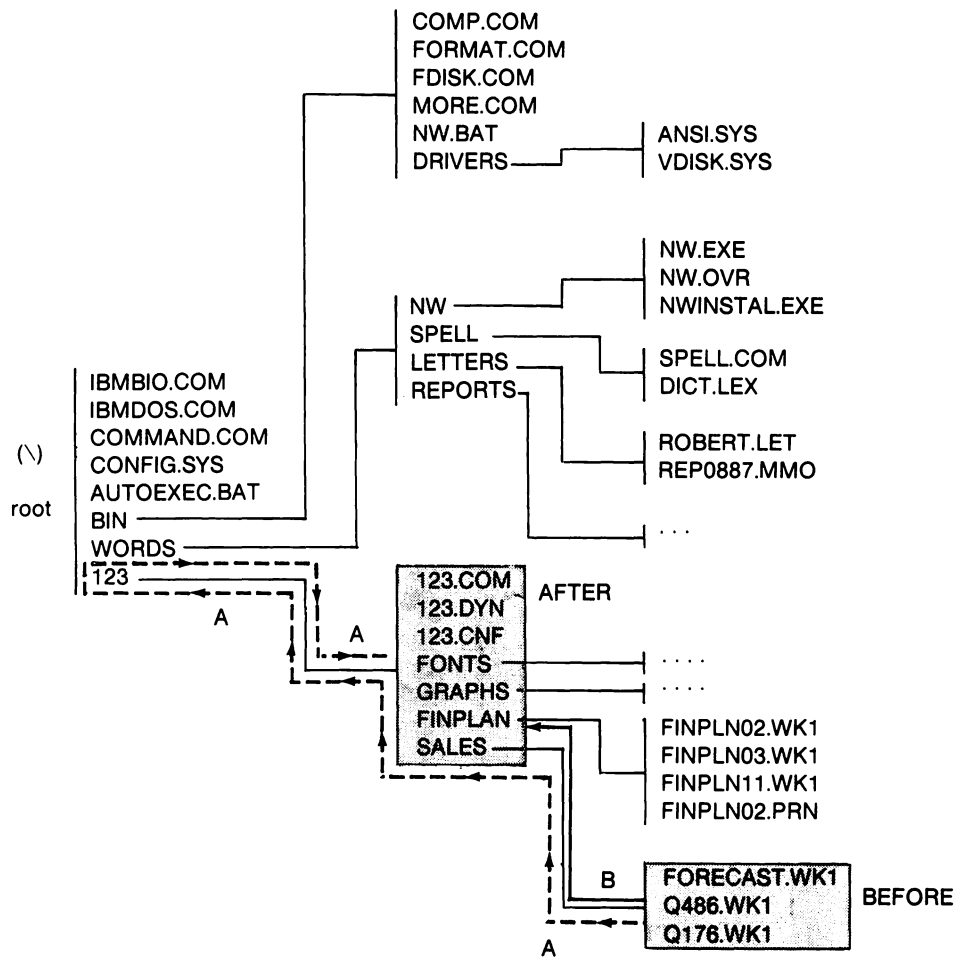 COMP.COM
FORMAT.COM
FDISK.COM
MORE.COM
NW.BAT
DRIVERS
ANSI.SYS
VDISK.SYS
NW.EXE
NW.OVR
NWINSTAL.EXE
NW
SPELL
LETTERS
REPORTS
SPELL.COM
DICT.LEX
ROBERT.LET
REP0887.MMO
. . .
(\)
root
IBMBIO.COM
IBMDOS.COM
COMMAND.COM
CONFIG.SYS
AUTOEXEC.BAT
BIN
WORDS
123
A
A
123.COM
123.DYN
123.CNF
FONTS
GRAPHS
FINPLAN
SALES
AFTER
. . . .
. . . .
FINPLN02.WK1
FINPLN03.WK1
FINPLN11.WK1
FINPLN02.PRN
B
A
FORECAST.WK1
Q486.WK1
Q176.WK1
BEFORE